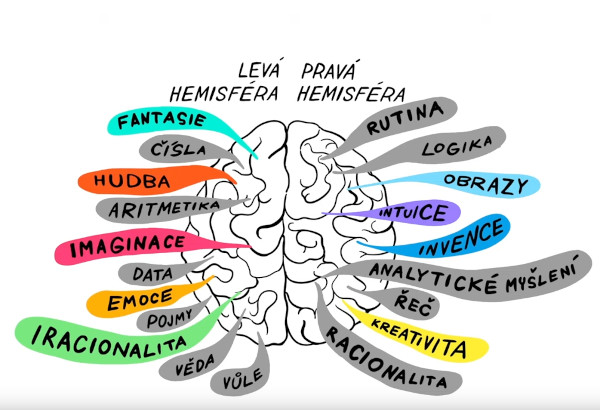 LEVÁ PRAVÁ
HEMISFÉRA HEMISFÉRA
FANTASIE
ČÍSLA
HUDBA
ARITMETIKA
IMAGINACE
DATA
EMOCE
POJMY
IRACIONALITA
VĚDA
VŮLE
RUTINA
LOGIKA
OBRAZY
INTUICE
INVENCE
ANALYTICKÉ MYŠLENÍ
ŘEČ
KREATIVITA
RACIONALITA